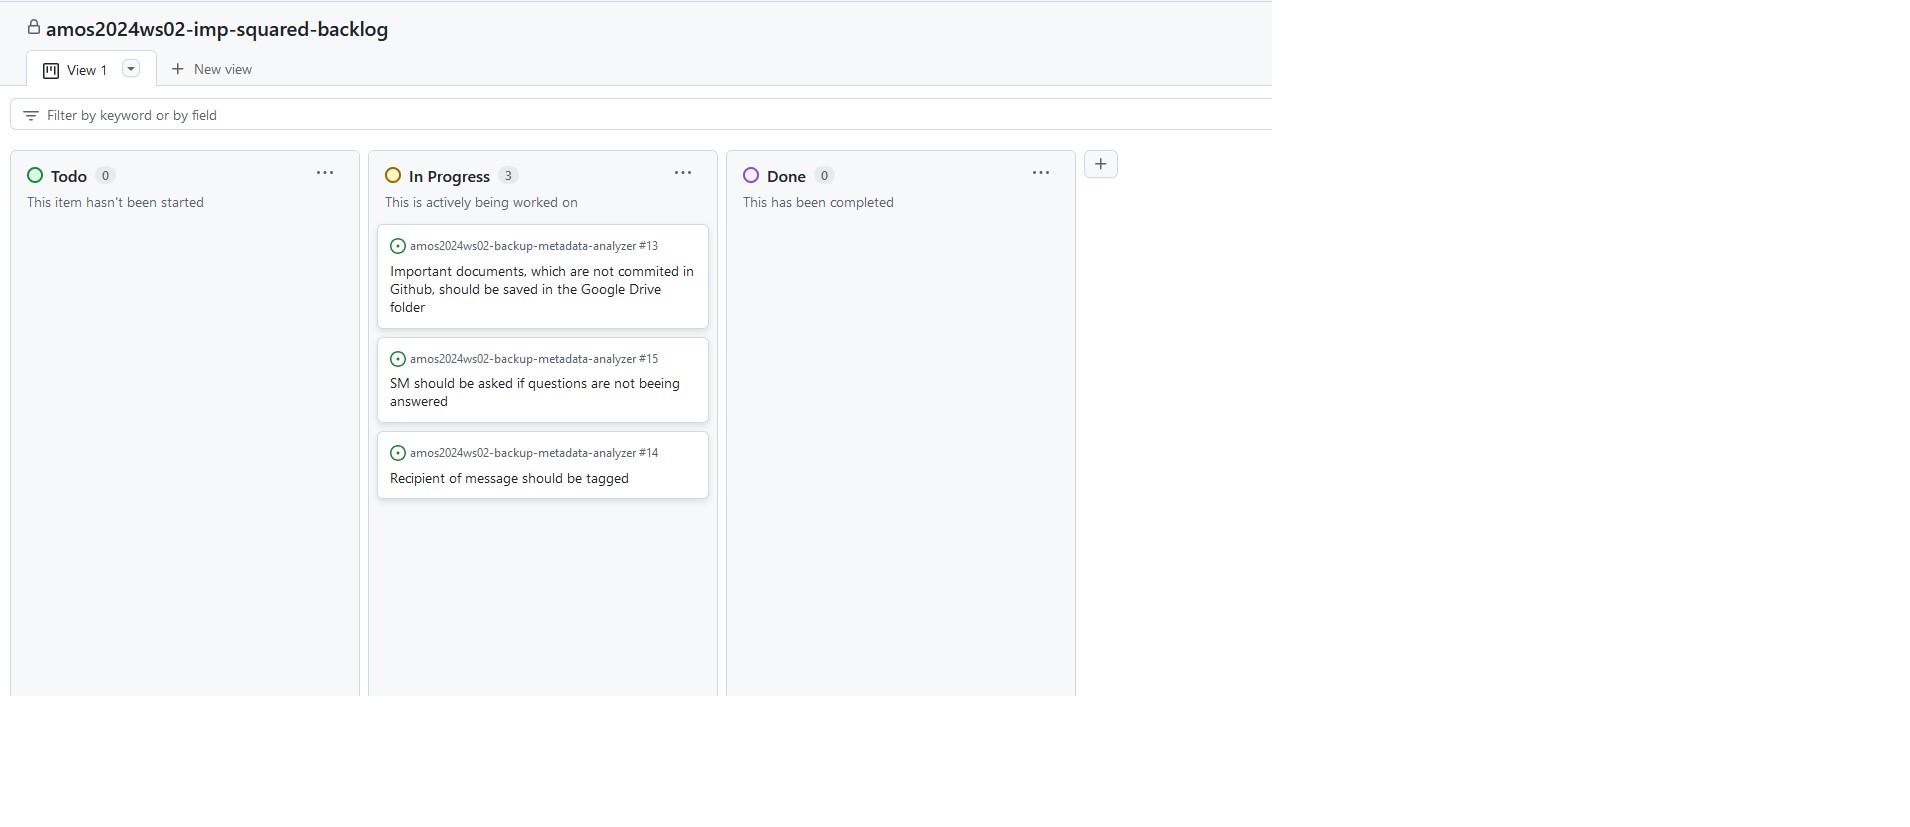 amos2024ws02-imp-squared-backlog
View 1
New view
Filter by keyword or by field
Todo 0
This item hasn't been started
In Progress 3
This is actively being worked on
amos2024ws02-backup-metadata-analyzer #13
Important documents, which are not commited in
Github, should be saved in the Google Drive
folder
amos2024ws02-backup-metadata-analyzer #15
SM should be asked if questions are not beeing
answered
amos2024ws02-backup-metadata-analyzer #14
Recipient of message should be tagged
Done 0
This has been completed